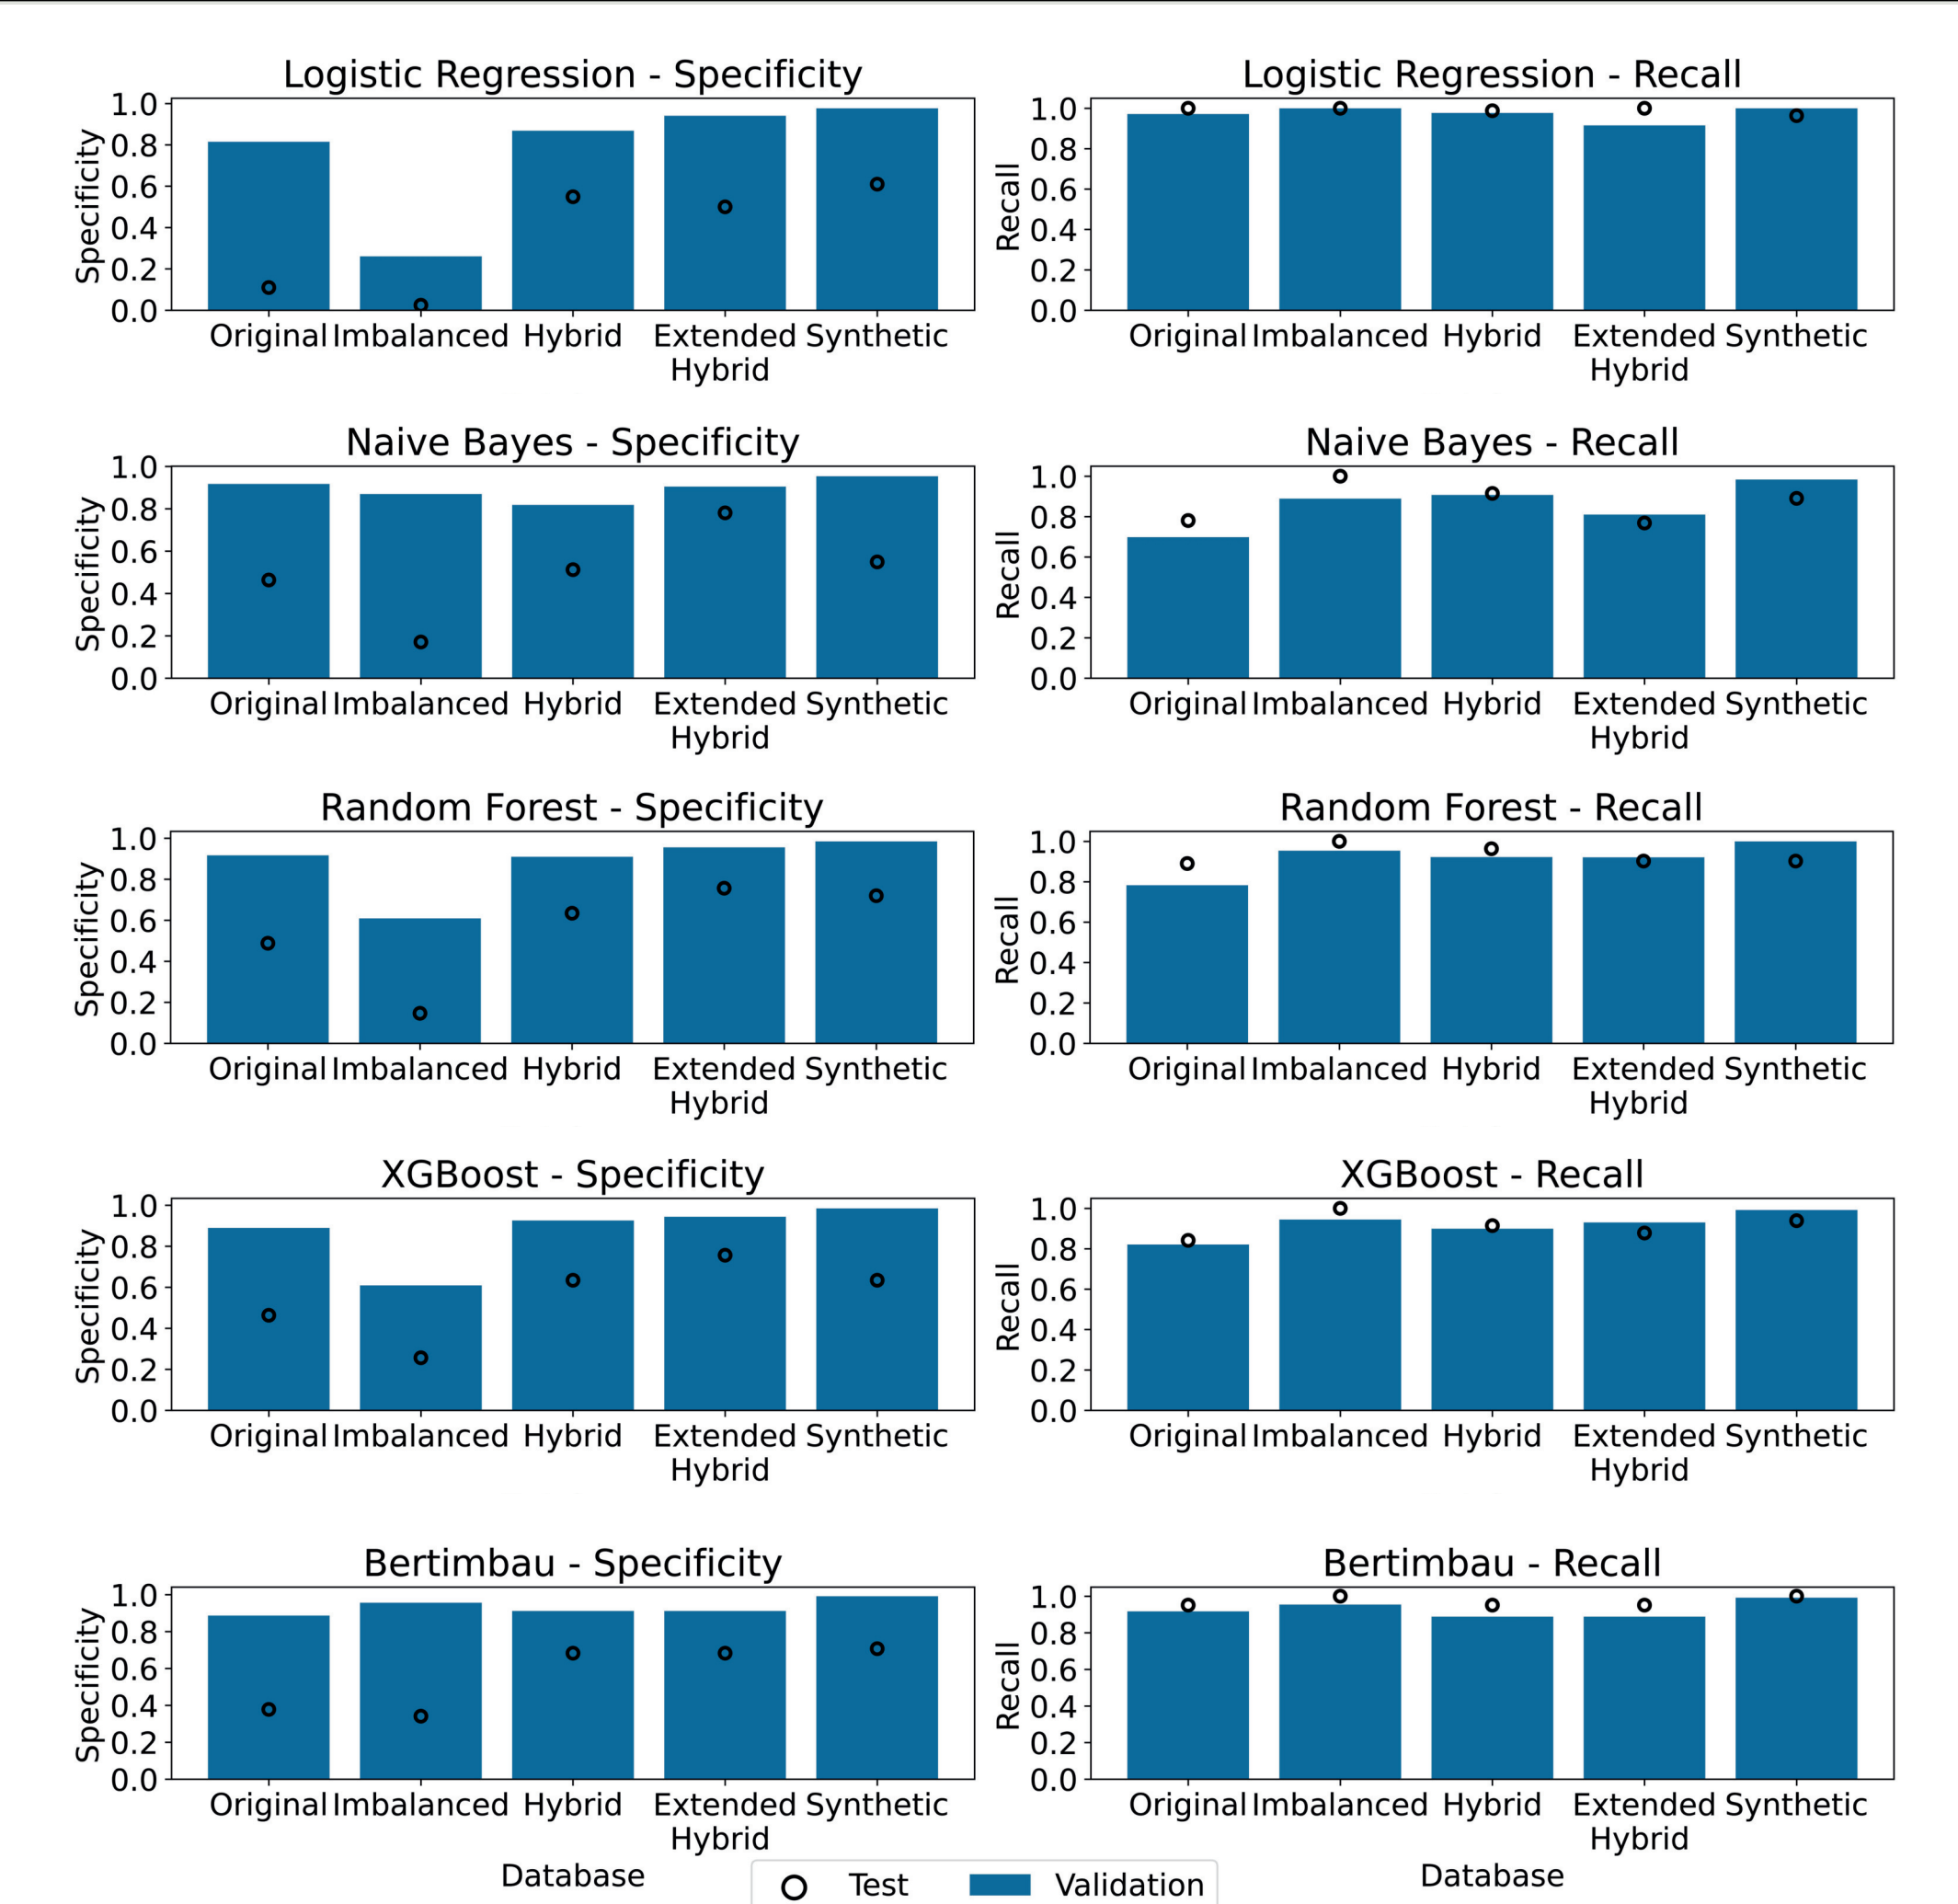 Logistic Regression - Specificity
Specificity
1.0
0.8
0.6
0.4
0.2
0.0
Original Imbalanced Hybrid Extended Synthetic
Hybrid
Logistic Regression - Recall
Recall
1.0
0.8
0.6
0.4
0.2
0.0
Original Imbalanced Hybrid Extended Synthetic
Hybrid
Naive Bayes - Specificity
Specificity
1.0
0.8
0.6
0.4
0.2
0.0
Original Imbalanced Hybrid Extended Synthetic
Hybrid
Naive Bayes - Recall
Recall
1.0
0.8
0.6
0.4
0.2
0.0
Original Imbalanced Hybrid Extended Synthetic
Hybrid
Random Forest - Specificity
Specificity
1.0
0.8
0.6
0.4
0.2
0.0
Original Imbalanced Hybrid Extended Synthetic
Hybrid
Random Forest - Recall
Recall
1.0
0.8
0.6
0.4
0.2
0.0
Original Imbalanced Hybrid Extended Synthetic
Hybrid
XGBoost - Specificity
Specificity
1.0
0.8
0.6
0.4
0.2
0.0
Original Imbalanced Hybrid Extended Synthetic
Hybrid
XGBoost - Recall
Recall
1.0
0.8
0.6
0.4
0.2
0.0
Original Imbalanced Hybrid Extended Synthetic
Hybrid
Bertimbau - Specificity
Specificity
1.0
0.8
0.6
0.4
0.2
0.0
Original Imbalanced Hybrid Extended Synthetic
Hybrid
Database
Bertimbau - Recall
Recall
1.0
0.8
0.6
0.4
0.2
0.0
Original Imbalanced Hybrid Extended Synthetic
Hybrid
Database
Test Validation